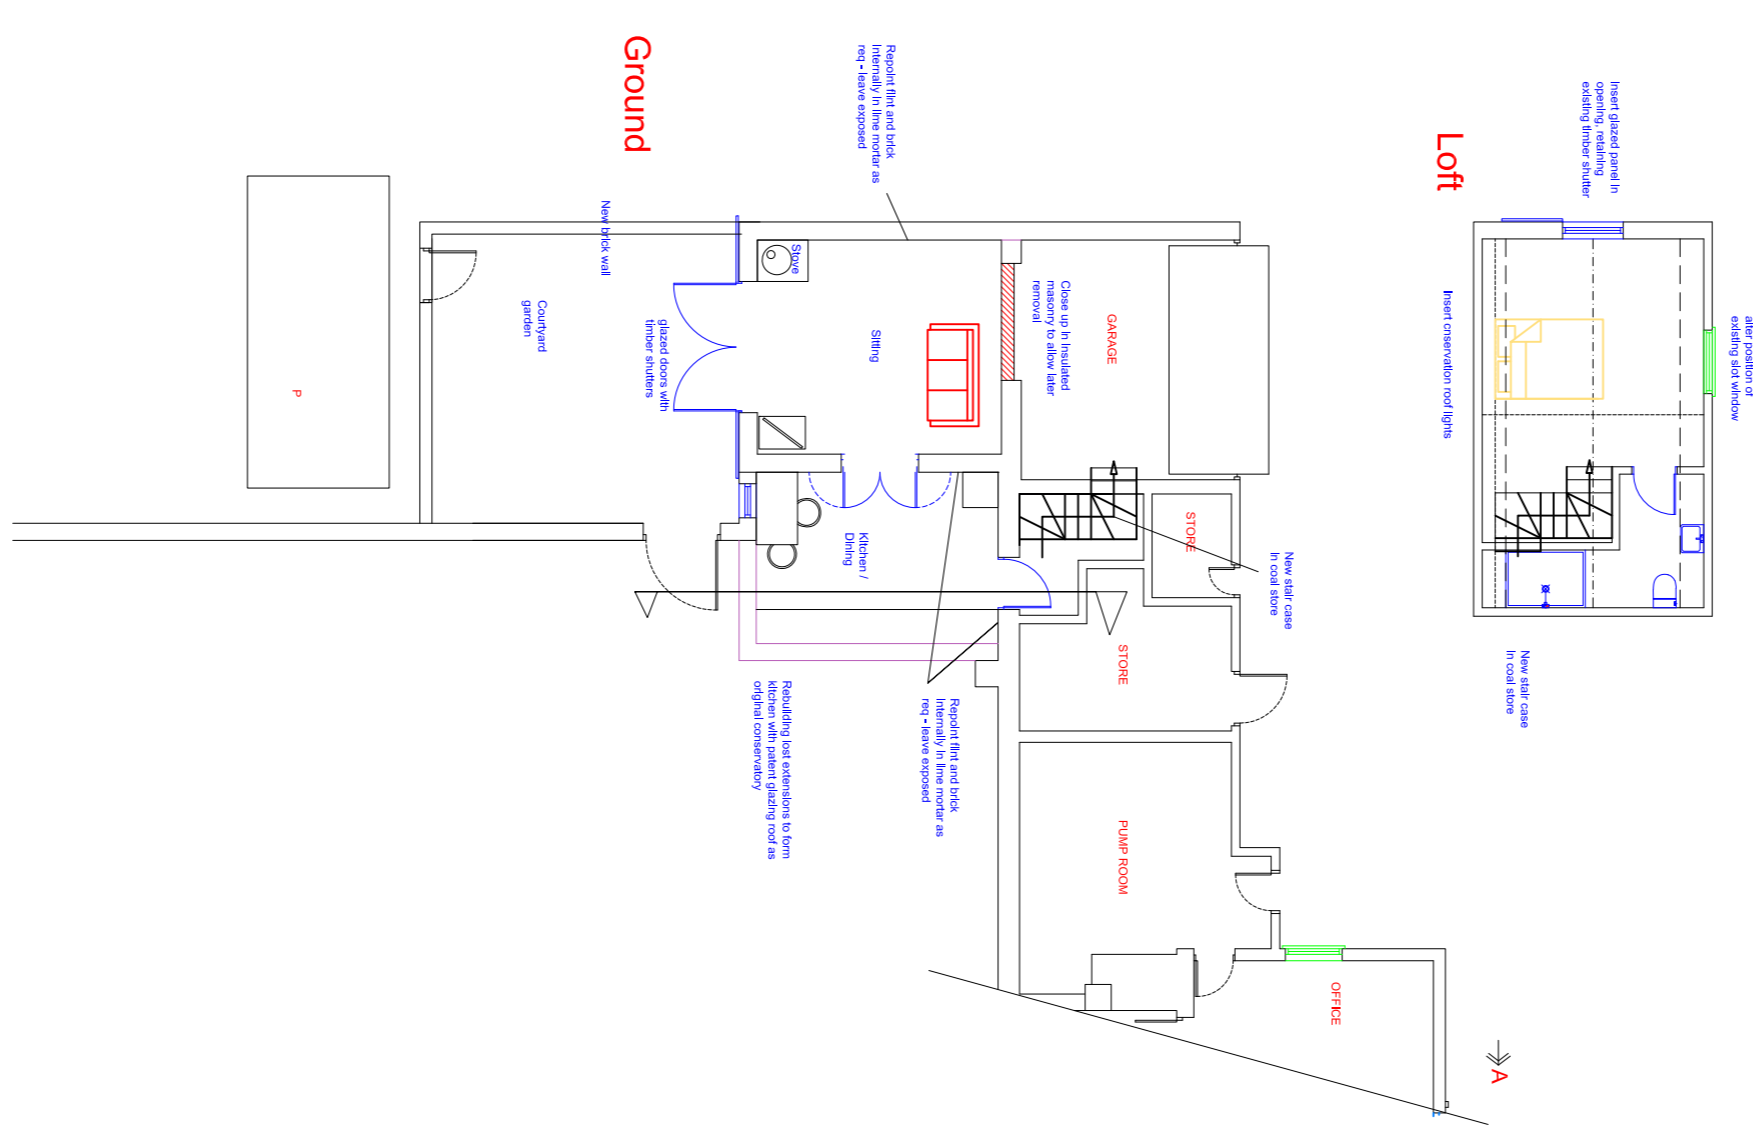 Ground
Repoint flint and brick
internally in lime mortar as
req - leave exposed
Loft
Insert glazed panel in
opening, retaining
existing timber shutter
alter position of
existing slot window
Insert cnservation roof lights
New brick wall
Stove
Courtyard
garden
glazed doors with
timber shutters
Sitting
Close up in insulated
masonry to allow later
removal
GARAGE
P
Kitchen /
Dining
STORE
New stair case
in coal store
STORE
New stair case
in coal store
Rebuilding lost extensions to form
kitchen with patent glazing roof as
original conservatory
Repoint flint and brick
internally in lime mortar as
req - leave exposed
PUMP ROOM
OFFICE
A